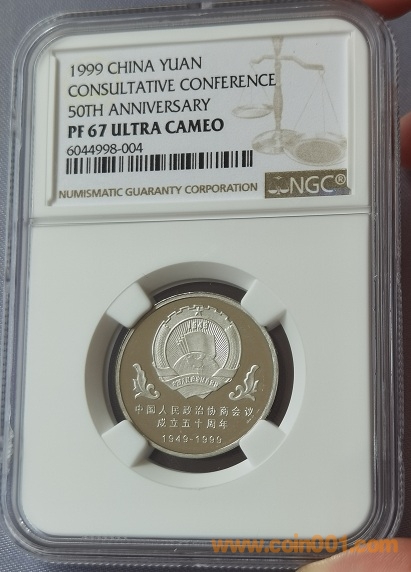 1999 CHINA YUAN
CONSULTATIVE CONFERENCE
50TH ANNIVERSARY
PF 67 ULTRA CAMEO
6044998-004
NUMISMATIC GUARANTY CORPORATION
NGC®
中国人民政治协商会议
成立五十周年
1949-1999
www.coin001.com